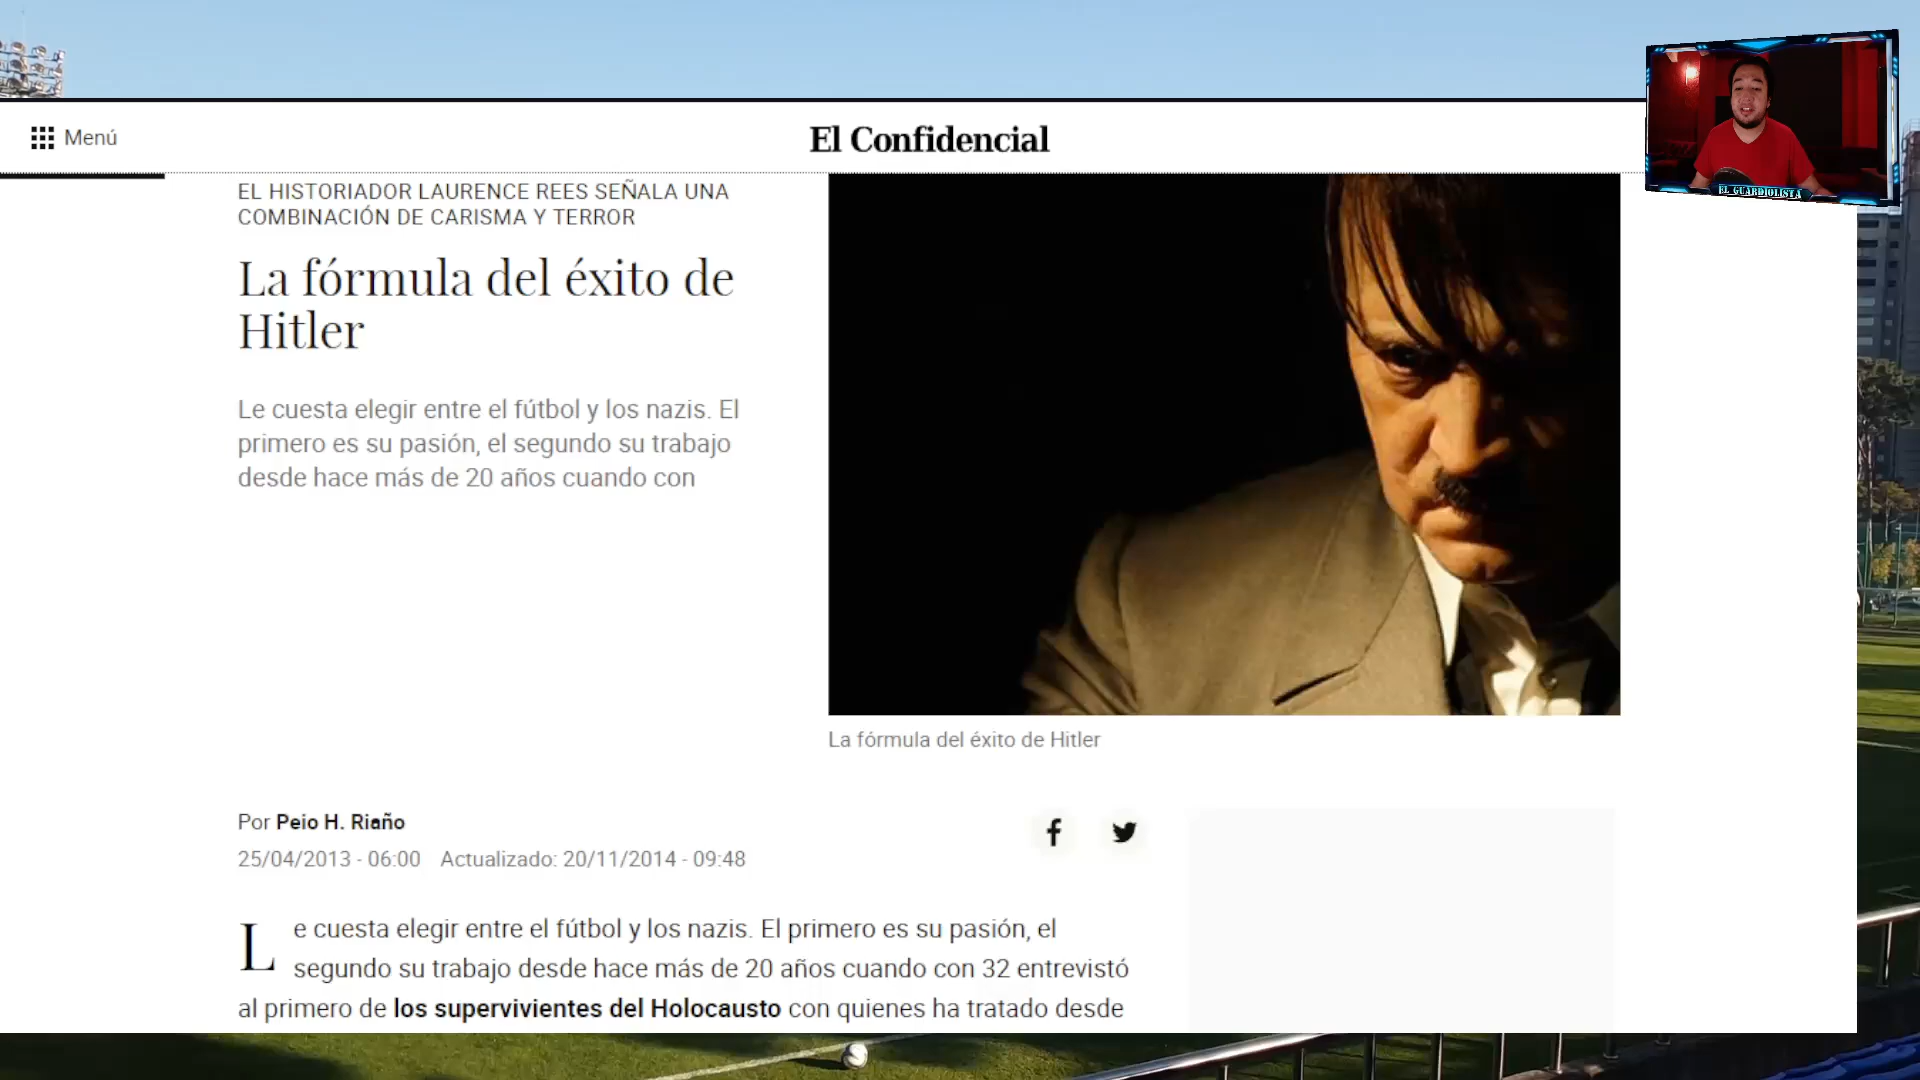 Menú
El Confidencial
EL GUARDIOLISTA
EL HISTORIADOR LAURENCE REES SEÑALA UNA
COMBINACIÓN DE CARISMA Y TERROR
La fórmula del éxito de
Hitler
Le cuesta elegir entre el fútbol y los nazis. El
primero es su pasión, el segundo su trabajo
desde hace más de 20 años cuando con
La fórmula del éxito de Hitler
Por Peio H. Riaño
25/04/2013 - 06:00 Actualizado: 20/11/2014 - 09:48
Le cuesta elegir entre el fútbol y los nazis. El primero es su pasión, el
segundo su trabajo desde hace más de 20 años cuando con 32 entrevistó
al primero de los supervivientes del Holocausto con quienes ha tratado desde